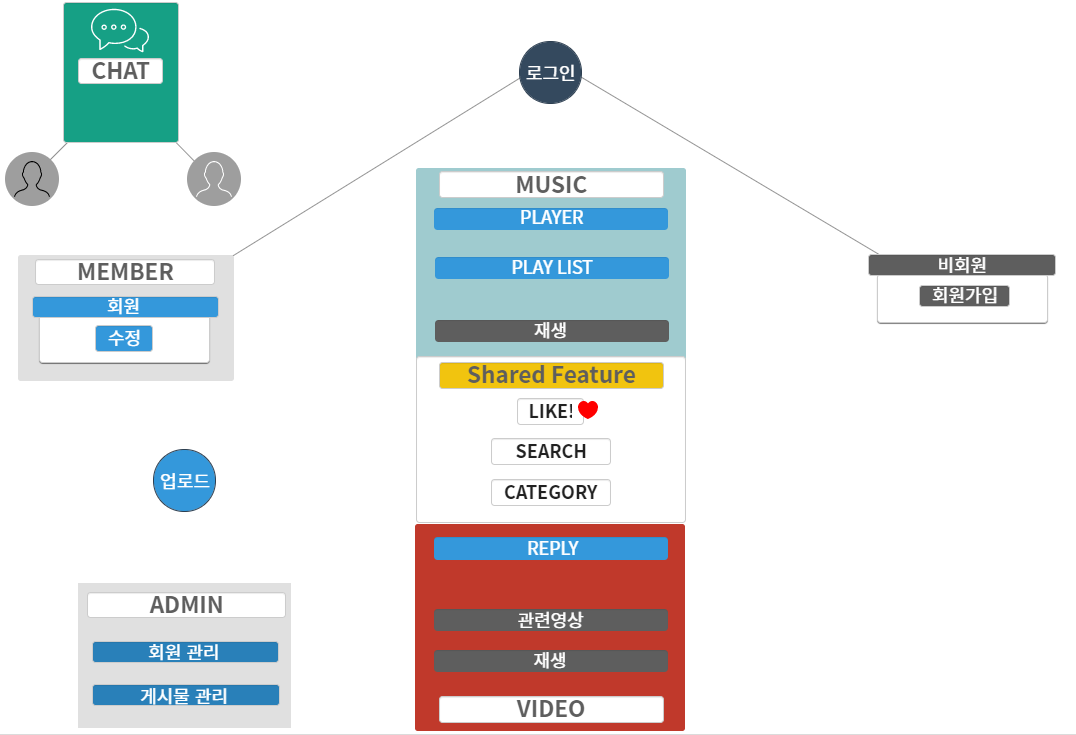 CHAT
로그인
MUSIC
PLAYER
PLAY LIST
재생
MEMBER
회원
수정
비회원
회원가입
Shared Feature
LIKE!
SEARCH
CATEGORY
업로드
REPLY
관련영상
재생
VIDEO
ADMIN
회원 관리
게시물 관리